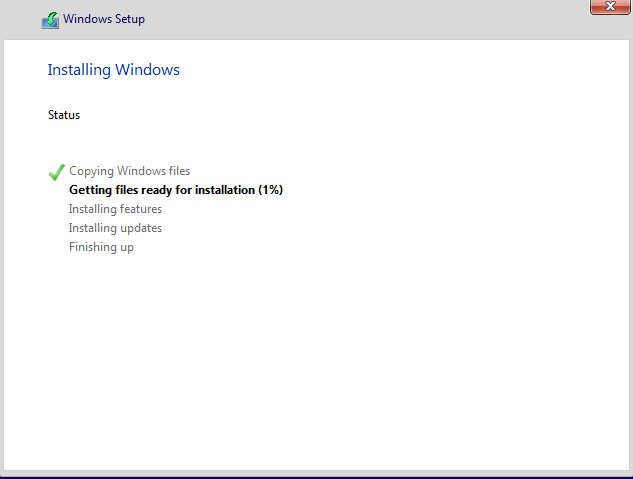 Windows Setup
Installing Windows
Status
Copying Windows files
Getting files ready for installation (1%)
Installing features
Installing updates
Finishing up